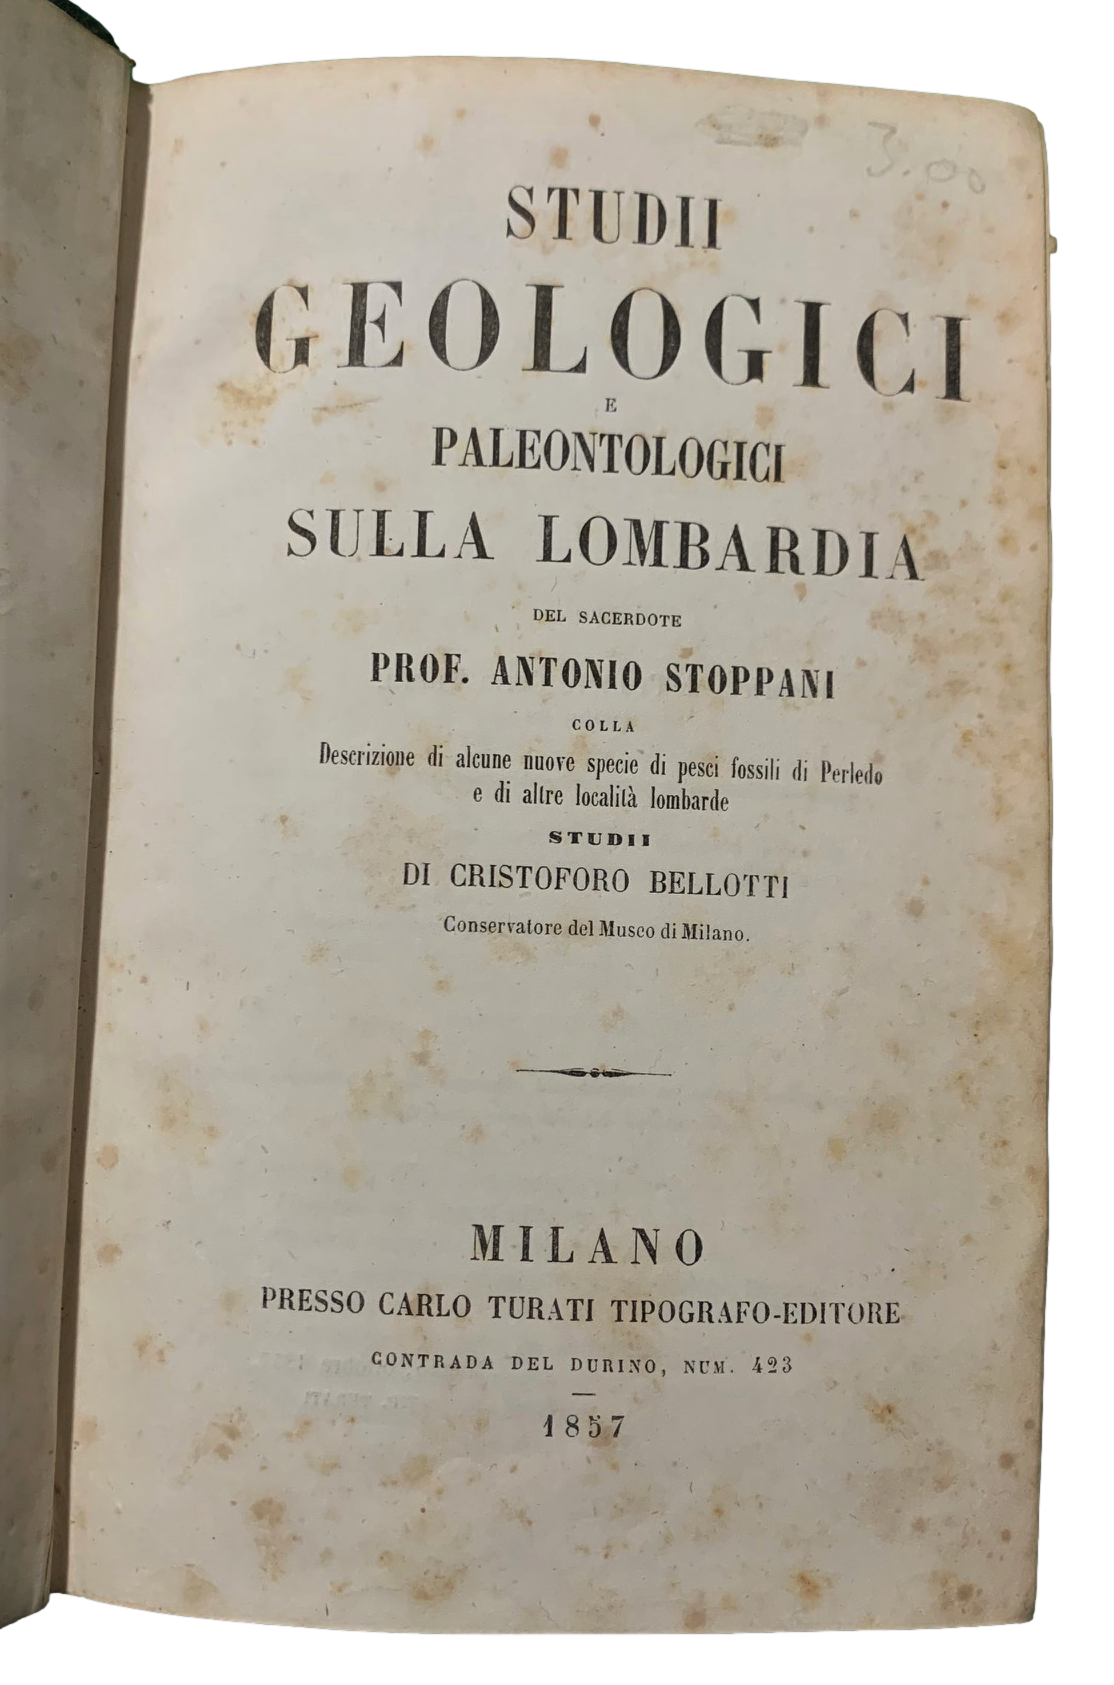 3.00
STUDII
GEOLOGICI
E
PALEONTOLOGICI
SULLA LOMBARDIA
DEL SACERDOTE
PROF. ANTONIO STOPPANI
COLLA
Descrizione di alcune nuove specie di pesci fossili di Perledo
e di altre località lombarde
STUDII
DI CRISTOFORO BELLOTTI
Conservatore del Museo di Milano.
MILANO
PRESSO CARLO TURATI TIPOGRAFO-EDITORE
CONTRADA DEL DURINO, NUM. 423
1857